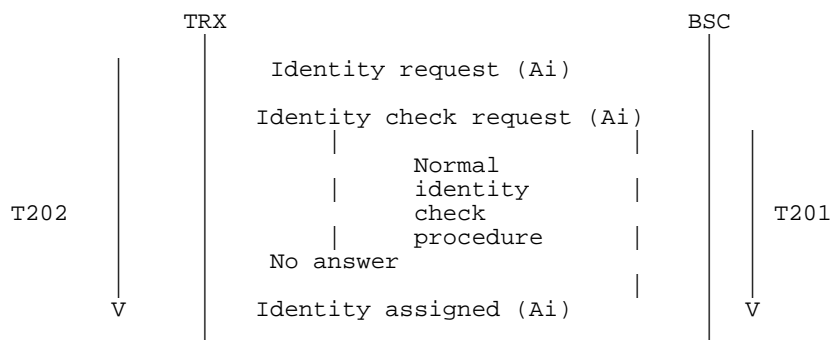 TRX BSC
Identity request (Ai)
Identity check request (Ai)
Normal
identity
T202 check T201
procedure
No answer
V Identity assigned (Ai) V